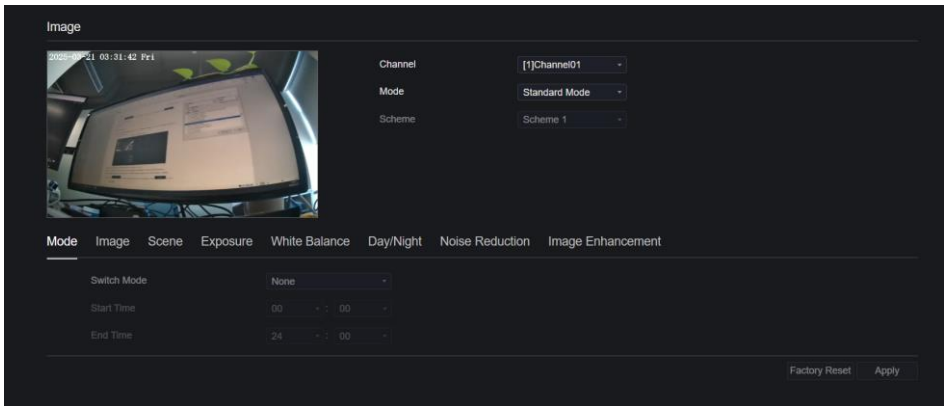 Image
2025-03-21 03:31:42 Fri
Channel [1]Channel01
Mode Standard Mode
Scheme Scheme 1
Mode Image Scene Exposure White Balance Day/Night Noise Reduction Image Enhancement
Switch Mode None
Start Time 00 : 00
End Time 24 : 00
Factory Reset Apply